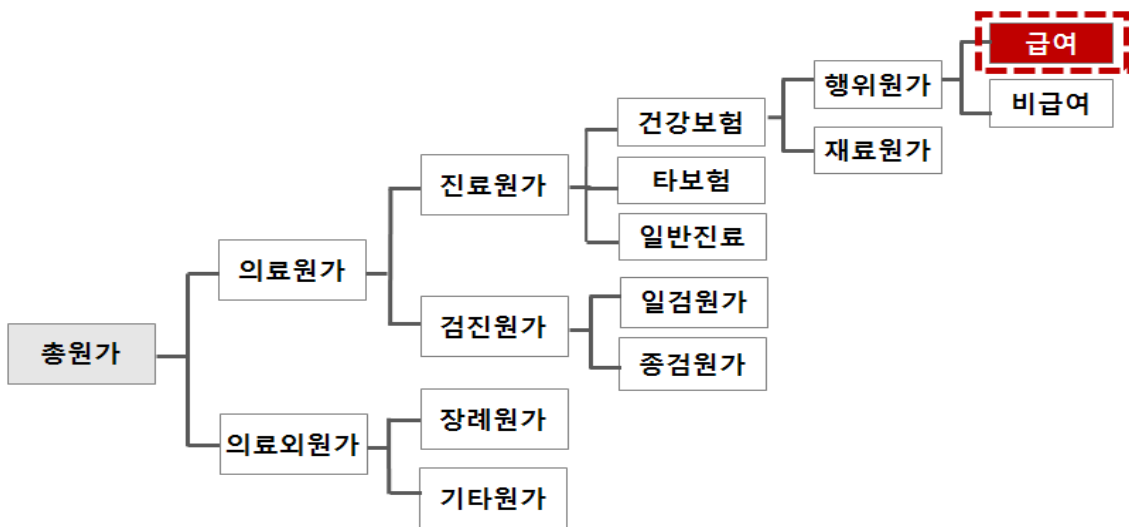 급여
행위원가
비급여
건강보험
재료원가
진료원가
타보험
일반진료
의료원가
일검원가
검진원가
총원가
종검원가
장례원가
의료외원가
기타원가